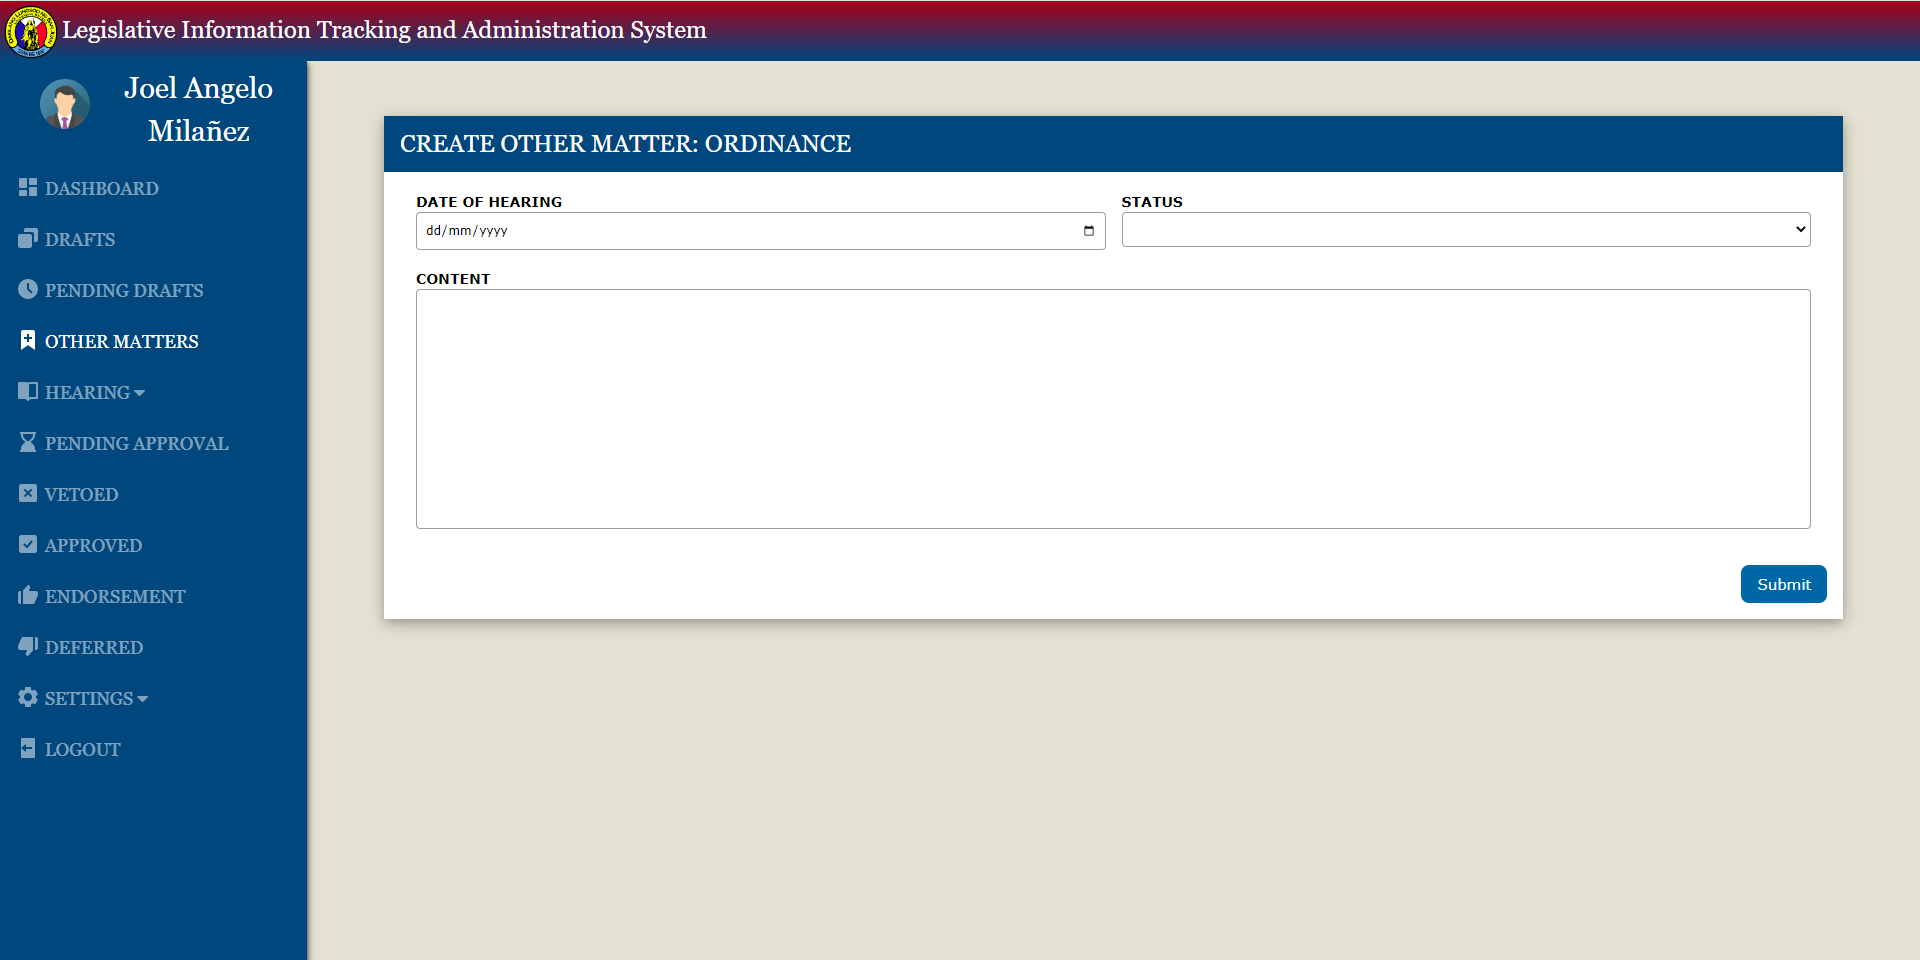 Legislative Information Tracking and Administration System
Joel Angelo
Milañez
DASHBOARD
DRAFTS
PENDING DRAFTS
OTHER MATTERS
HEARING
PENDING APPROVAL
VETOED
APPROVED
ENDORSEMENT
DEFERRED
SETTINGS
LOGOUT
CREATE OTHER MATTER: ORDINANCE
DATE OF HEARING
dd/mm/yyyy
STATUS
CONTENT
Submit